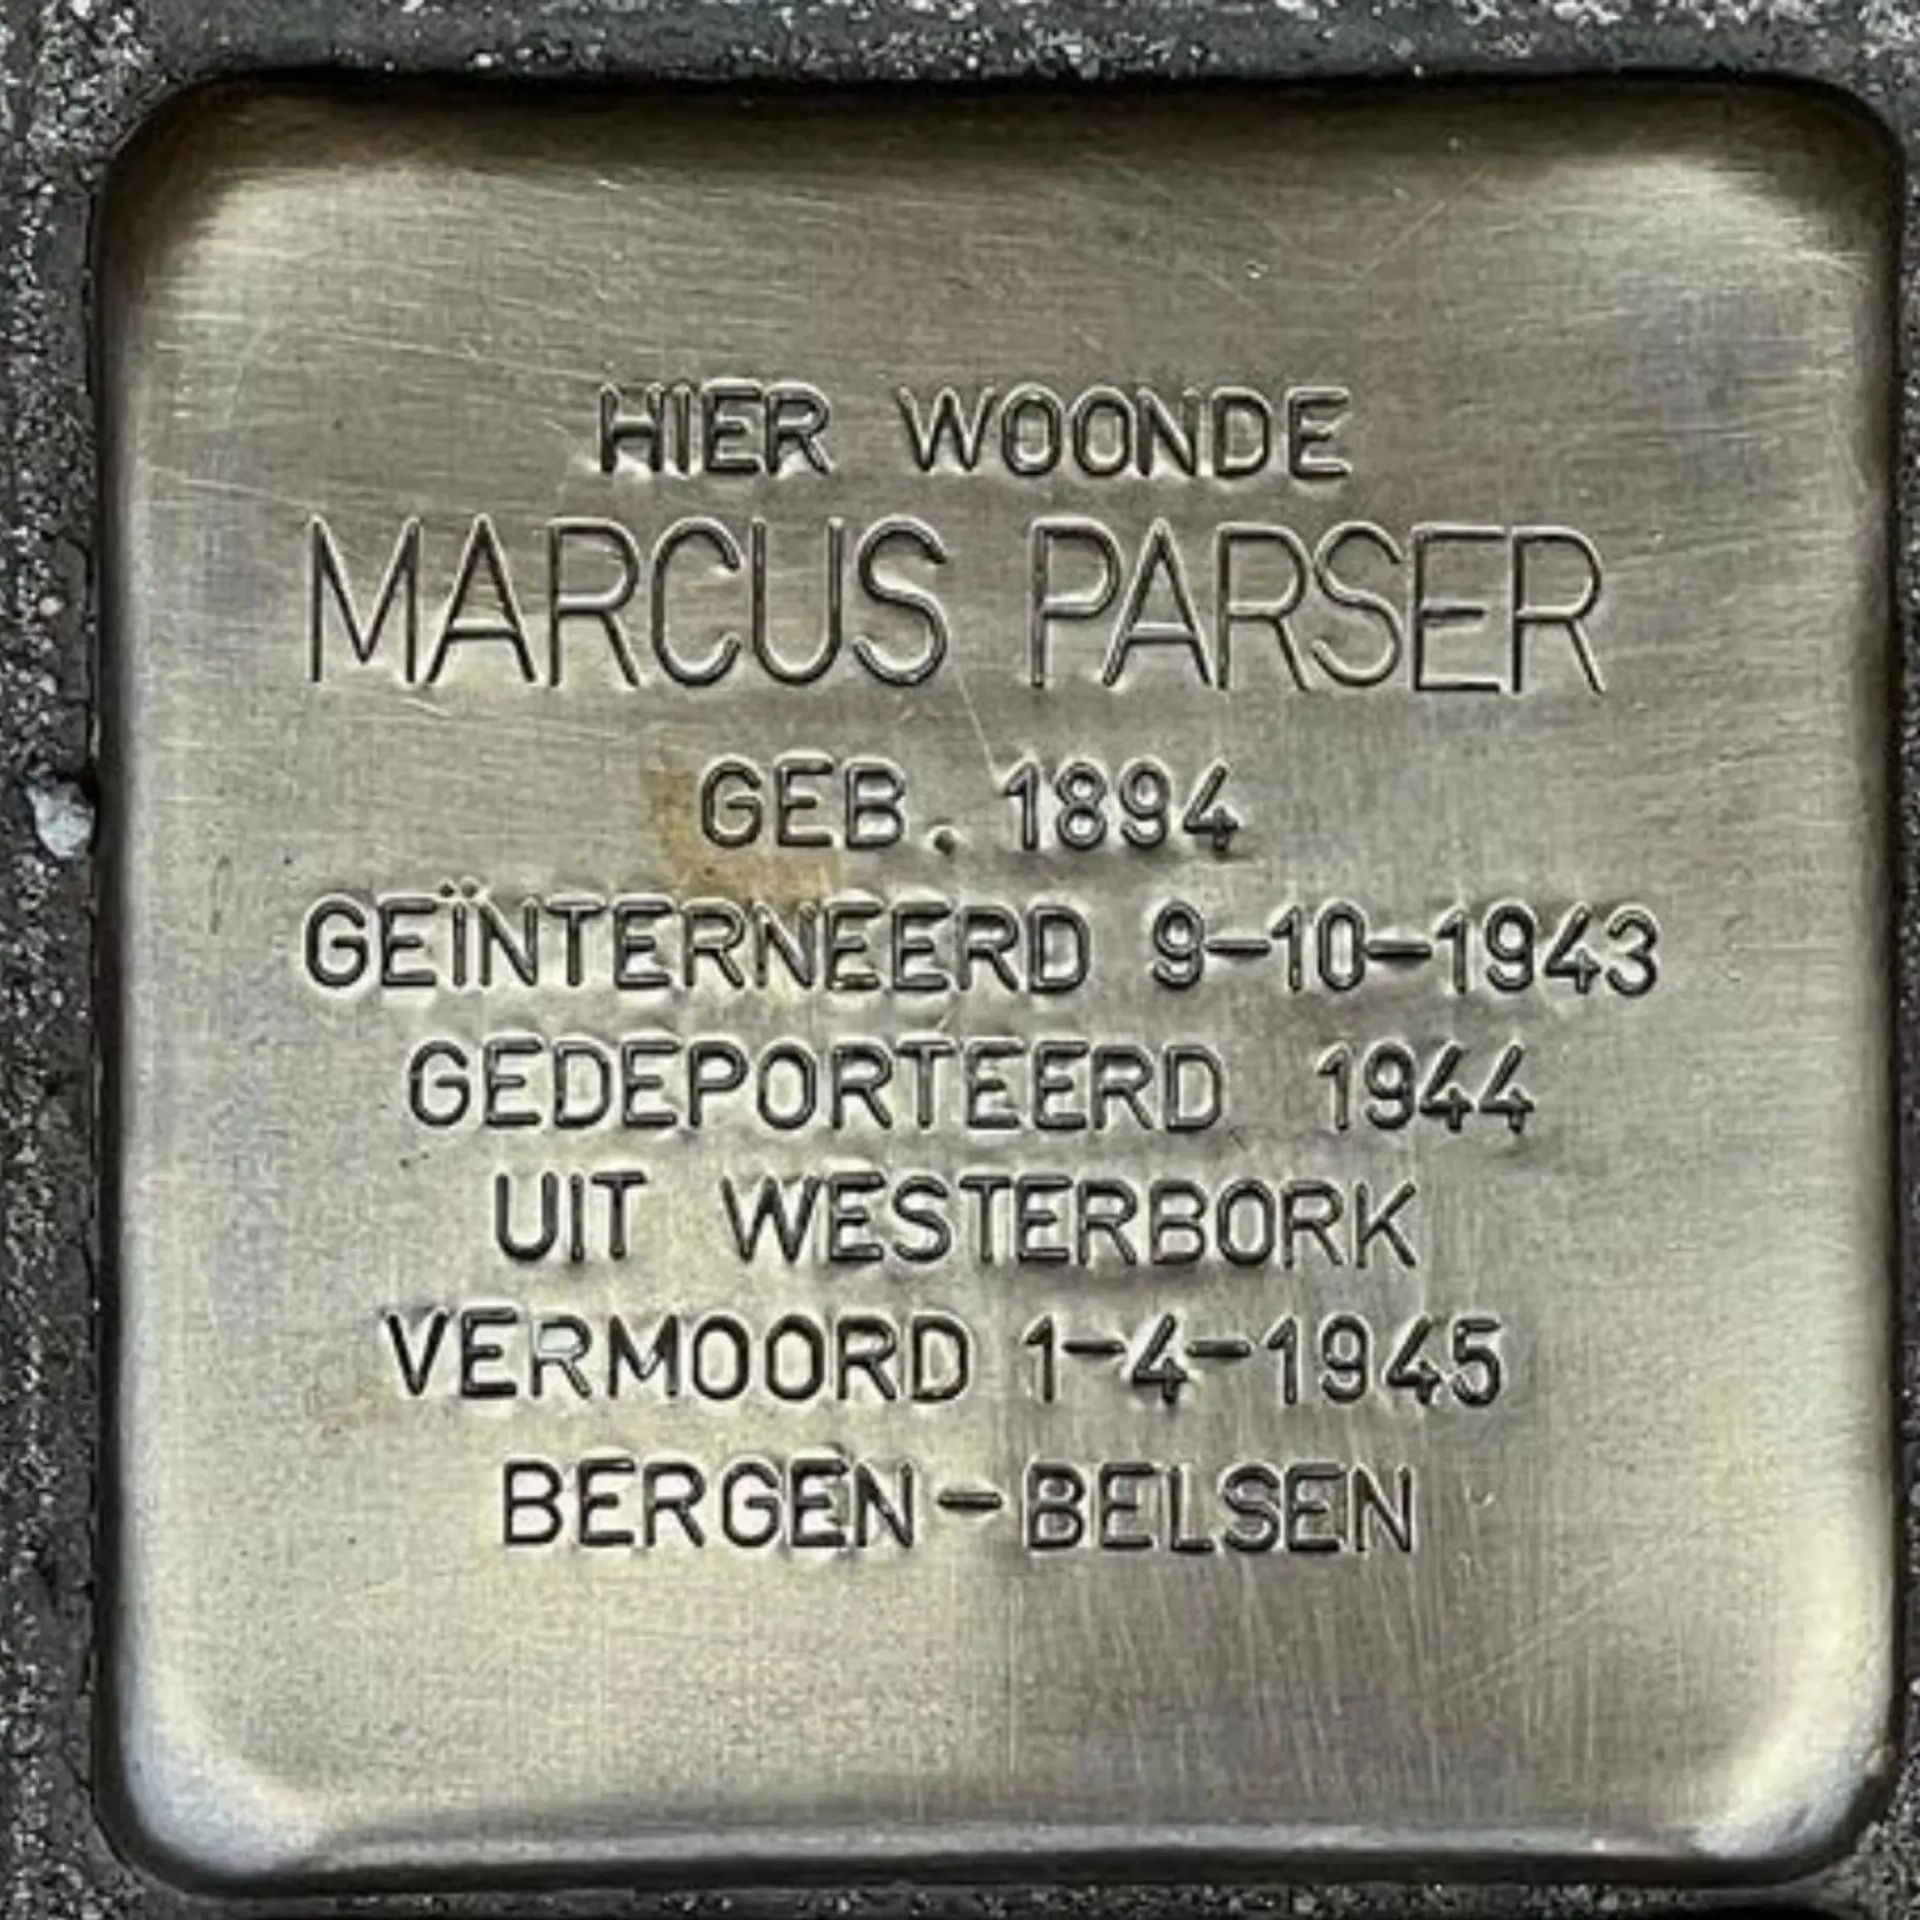 HIER WOONDE
MARCUS PARSER
GEB. 1894
GEÏNTERNEERD 9-10-1943
GEDEPORTEERD 1944
UIT WESTERBORK
VERMOORD 1-4-1945
BERGEN-BELSEN